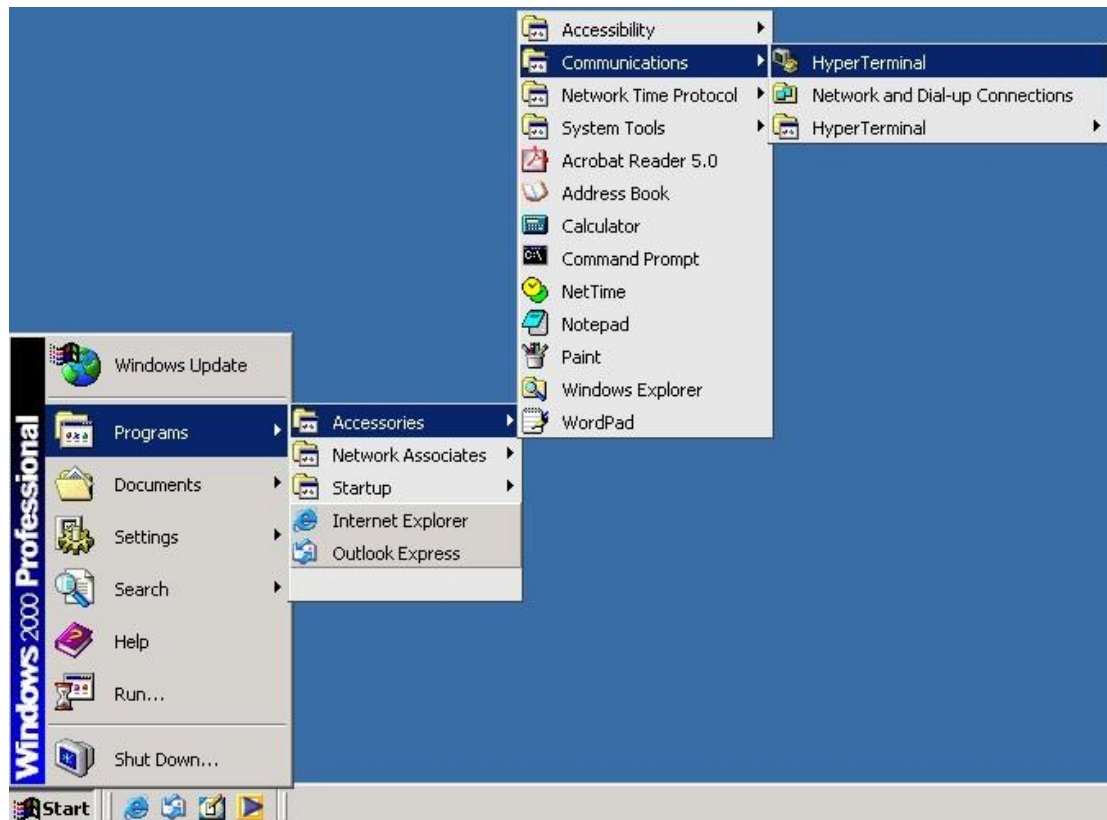 Accessibility
Communications
Network Time Protocol
System Tools
Acrobat Reader 5.0
Address Book
Calculator
Command Prompt
NetTime
Notepad
Paint
Windows Explorer
WordPad
HyperTerminal
Network and Dial-up Connections
HyperTerminal
Windows Update
Programs
Documents
Settings
Search
Help
Run...
Shut Down...
Accessories
Network Associates
Startup
Internet Explorer
Outlook Express
Windows 2000 Professional
Start